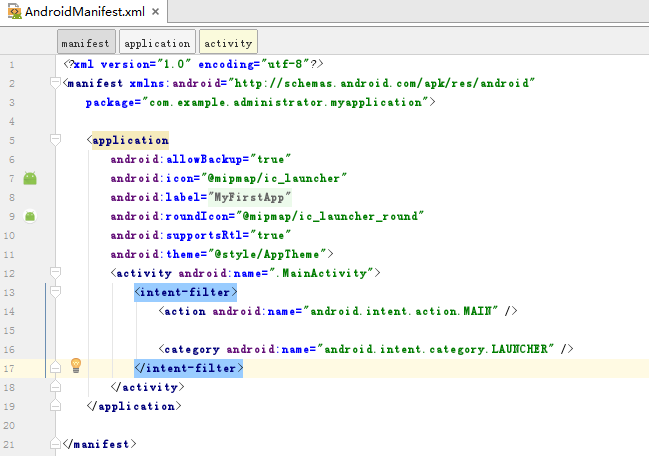 AndroidManifest.xml
manifest application activity
1 <?xml version="1.0" encoding="utf-8"?>
2 <manifest xmlns:android="http://schemas.android.com/apk/res/android"
3 package="com.example.administrator.myapplication">
4
5 <application
6 android:allowBackup="true"
7 android:icon="@mipmap/ic_launcher"
8 android:label="MyFirstApp"
9 android:roundIcon="@mipmap/ic_launcher_round"
10 android:supportsRtl="true"
11 android:theme="@style/AppTheme">
12 <activity android:name=".MainActivity">
13 <intent-filter>
14 <action android:name="android.intent.action.MAIN" />
15
16 <category android:name="android.intent.category.LAUNCHER" />
17 </intent-filter>
18 </activity>
19 </application>
20
21 </manifest>